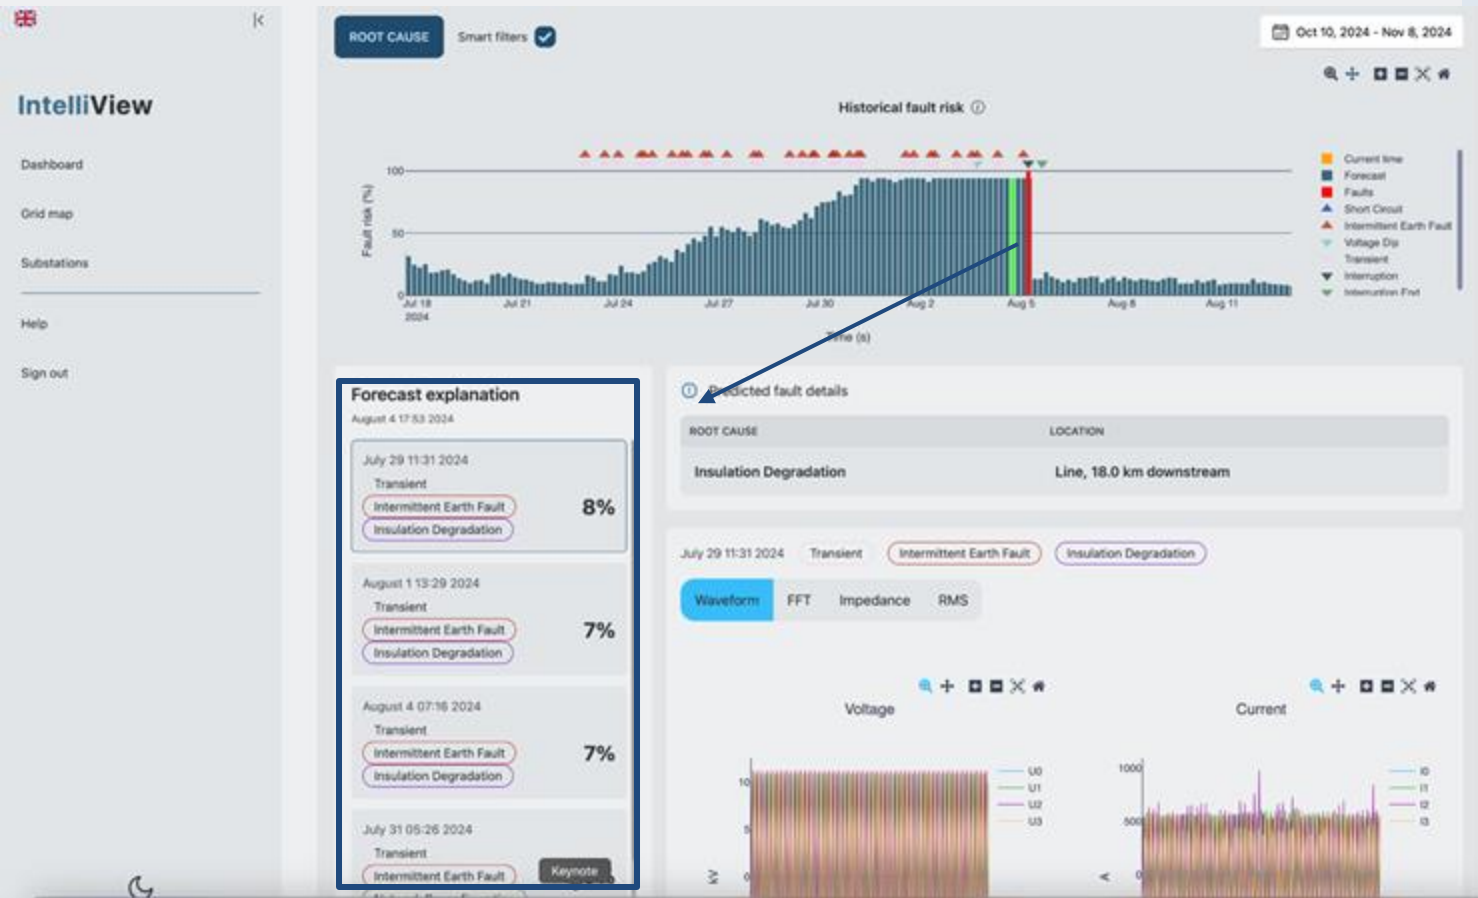 IntelliView
Dashboard
Grid map
Substations
Help
Sign out
ROOT CAUSE
Smart filters
Oct 10, 2024 - Nov 8, 2024
Historical fault risk
Fault risk (%)
100
50
0
Jul 18
2024
Jul 21
Jul 24
Jul 27
Jul 30
Aug 2
Aug 5
Aug 8
Aug 11
Time (s)
Current time
Forecast
Faults
Short Circuit
Intermittent Earth Fault
Voltage Dip
Transient
Interruption
Interruption End
Forecast explanation
August 4 17:53 2024
July 29 11:31 2024
Transient
Intermittent Earth Fault
Insulation Degradation
8%
August 1 13:29 2024
Transient
Intermittent Earth Fault
Insulation Degradation
7%
August 4 07:16 2024
Transient
Intermittent Earth Fault
Insulation Degradation
7%
July 31 05:26 2024
Transient
Intermittent Earth Fault
Keynote
Predicted fault details
ROOT CAUSE
LOCATION
Insulation Degradation
Line, 18.0 km downstream
July 29 11:31 2024
Transient
Intermittent Earth Fault
Insulation Degradation
Waveform
FFT
Impedance
RMS
Voltage
kV
10
5
0
U0
U1
U2
U3
Current
A
1000
500
0
I0
I1
I2
I3